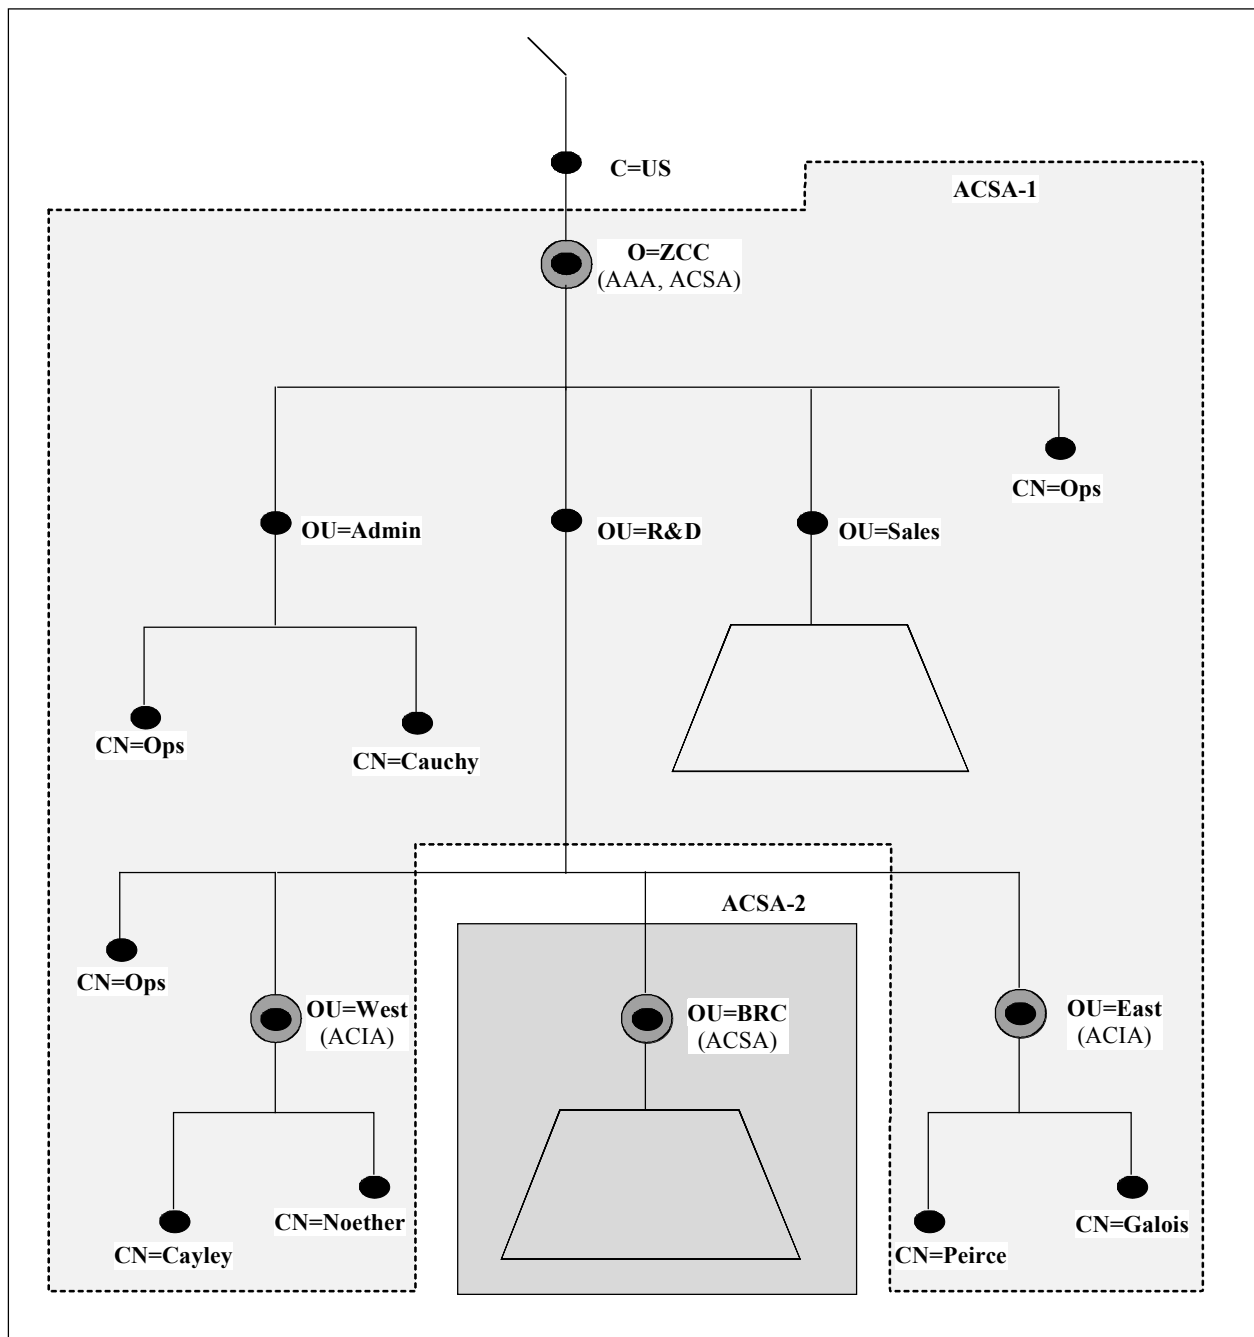 C=US
ACSA-1
O=ZCC
(AAA, ACSA)
CN=Ops
OU=Admin
OU=R&D
OU=Sales
CN=Ops
CN=Cauchy
ACSA-2
CN=Ops
OU=West
(ACIA)
OU=BRC
(ACSA)
OU=East
(ACIA)
CN=Noether
CN=Galois
CN=Cayley
CN=Peirce